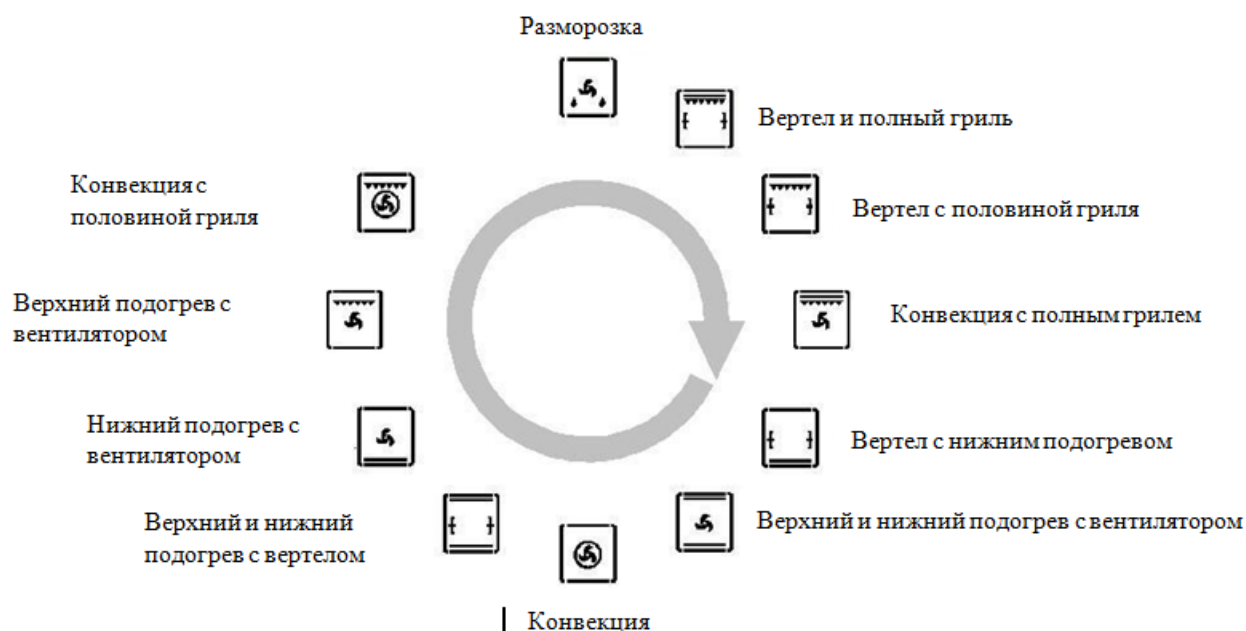 Разморозка
Вертел и полный гриль
Конвекция с
половиной гриля
Вертел с половиной гриля
Верхний подогрев с
вентилятором
Конвекция с полным грилем
Нижний подогрев с
вентилятором
Вертел с нижним подогревом
Верхний и нижний
подогрев с вертелом
Верхний и нижний подогрев с вентилятором
Конвекция